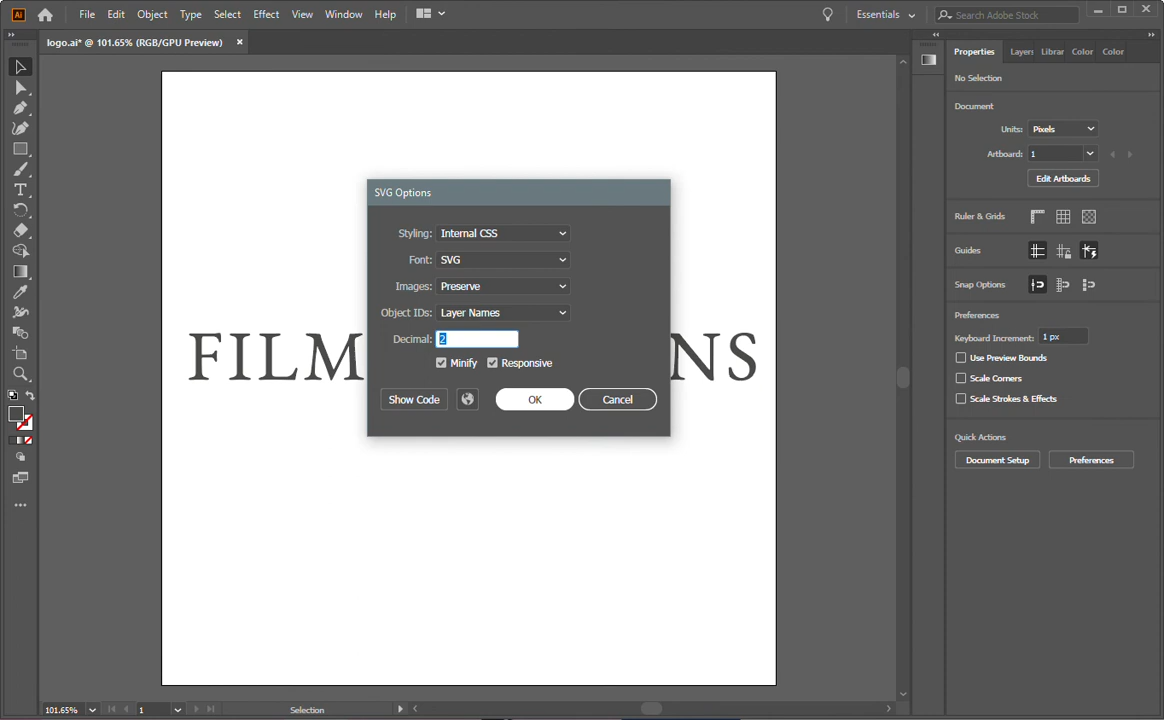 Ai File Edit Object Type Select Effect View Window Help Essentials Search Adobe Stock
logo.ai* @ 101.65% (RGB/GPU Preview) ×
Properties Layers Librar Color Color
No Selection
Document
Units: Pixels
Artboard: 1
Edit Artboards
Ruler & Grids
Guides
Snap Options
Preferences
Keyboard Increment: 1 px
Use Preview Bounds
Scale Corners
Scale Strokes & Effects
Quick Actions
Document Setup Preferences
SVG Options
Styling: Internal CSS
Font: SVG
Images: Preserve
Object IDs: Layer Names
Decimal: 2
Minify Responsive
Show Code OK Cancel
FILM NS
101.65% 1 Selection